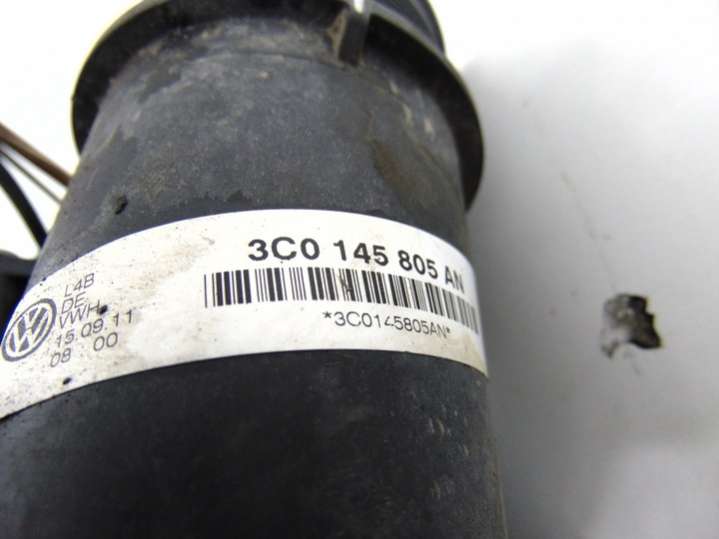 3C0 145 805 AN
*3C0145805AN*
L4B
DE
VWH
15.09.11
08 00